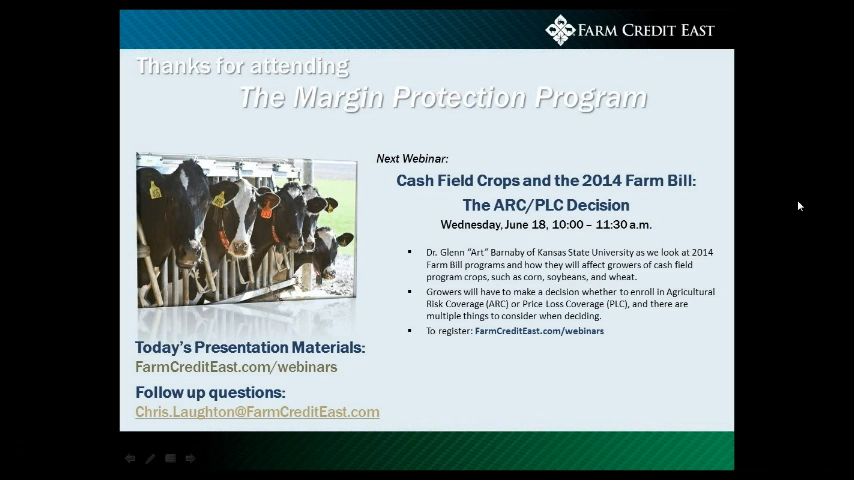 FARM CREDIT EAST
Thanks for attending
The Margin Protection Program
Next Webinar:
Cash Field Crops and the 2014 Farm Bill:
The ARC/PLC Decision
Wednesday, June 18, 10:00 – 11:30 a.m.
▪ Dr. Glenn “Art” Barnaby of Kansas State University as we look at 2014
Farm Bill programs and how they will affect growers of cash field
program crops, such as corn, soybeans, and wheat.
▪ Growers will have to make a decision whether to enroll in Agricultural
Risk Coverage (ARC) or Price Loss Coverage (PLC), and there are
multiple things to consider when deciding.
▪ To register: FarmCreditEast.com/webinars
Today’s Presentation Materials:
FarmCreditEast.com/webinars
Follow up questions:
Chris.Laughton@FarmCreditEast.com